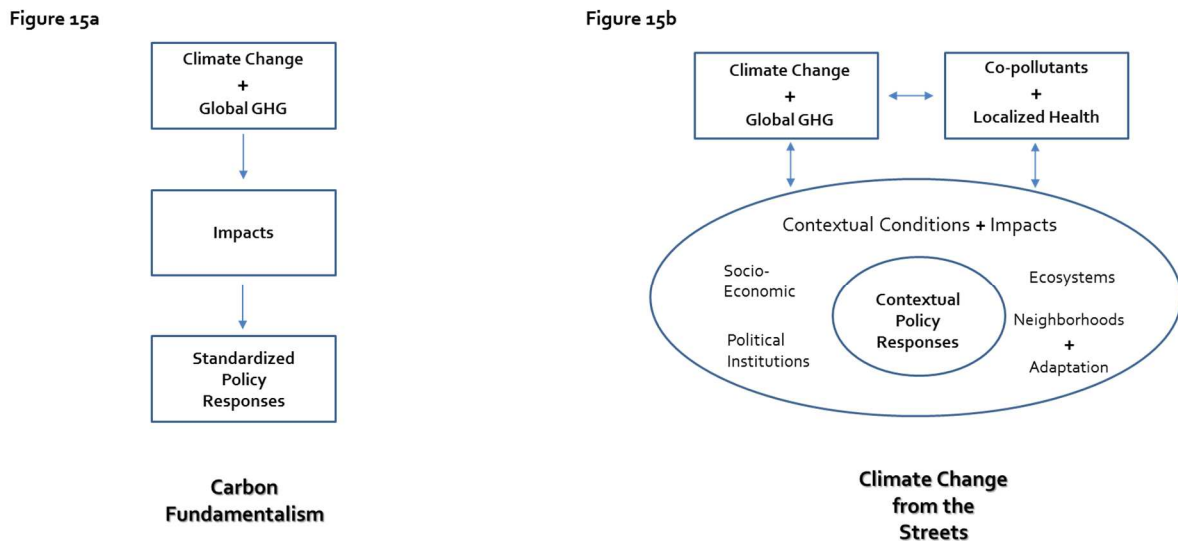 Figure 15a
Climate Change
+
Global GHG
Impacts
Standardized
Policy
Responses
Carbon
Fundamentalism
Figure 15b
Climate Change
+
Global GHG
Co-pollutants
+
Localized Health
Contextual Conditions + Impacts
Socio-
Economic
Political
Institutions
Contextual
Policy
Responses
Ecosystems
Neighborhoods
+
Adaptation
Climate Change
from the
Streets